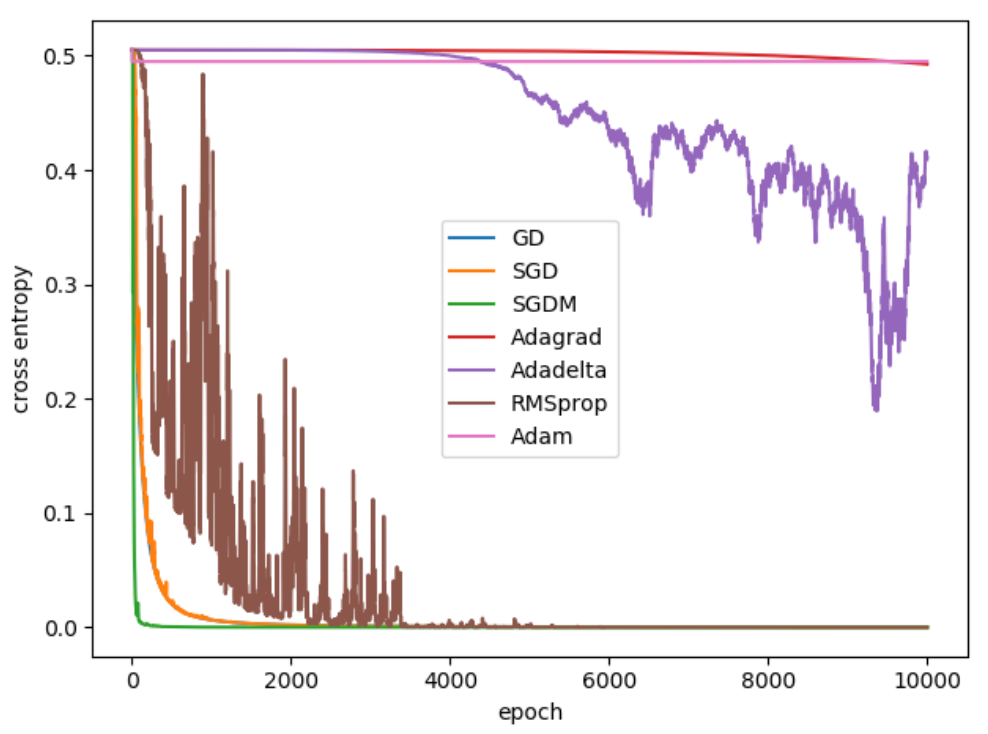 0.5
0.4
0.3
0.2
0.1
0.0
cross entropy
GD
SGD
SGDM
Adagrad
Adadelta
RMSprop
Adam
0 2000 4000 6000 8000 10000
epoch